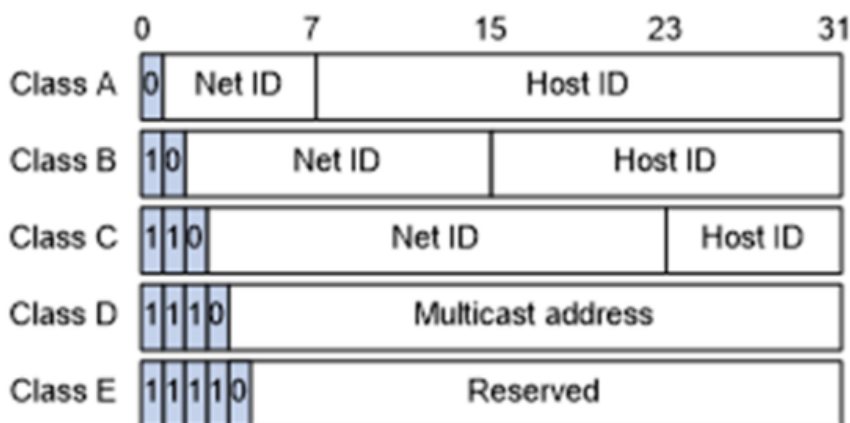 0 7 15 23 31
Class A 0 Net ID Host ID
Class B 1 0 Net ID Host ID
Class C 1 1 0 Net ID Host ID
Class D 1 1 1 0 Multicast address
Class E 1 1 1 1 0 Reserved